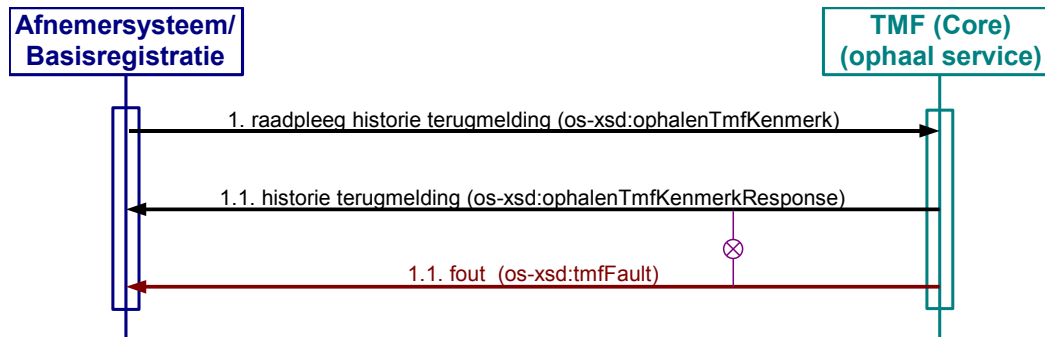 Afnemersysteem/
Basisregistratie
TMF (Core)
(ophaal service)
1. raadpleeg historie terugmelding (os-xsd:ophalenTmfKenmerk)
1.1. historie terugmelding (os-xsd:ophalenTmfKenmerkResponse)
1.1. fout (os-xsd:tmfFault)